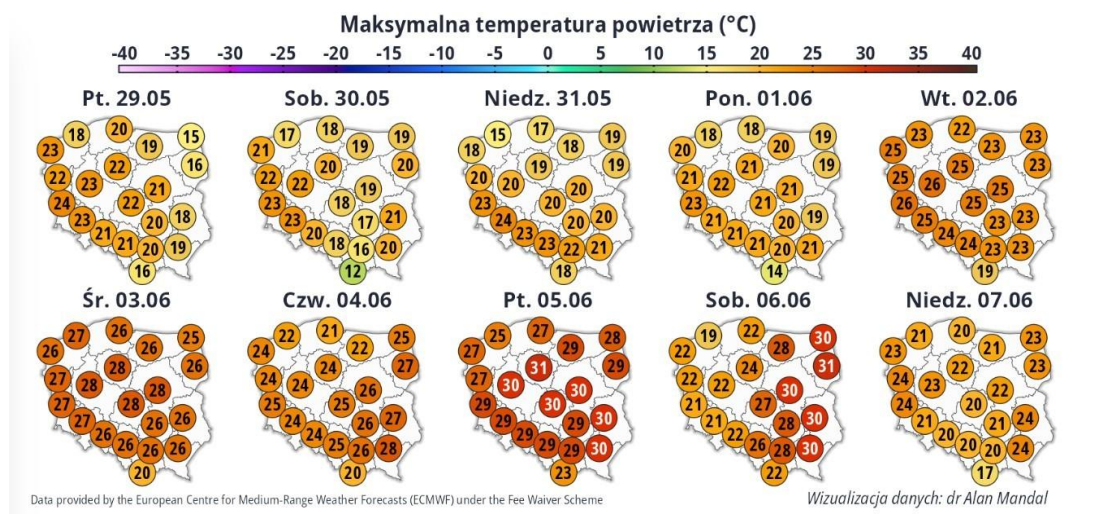 Maksymalna temperatura powietrza (°C)
-40 -35 -30 -25 -20 -15 -10 -5 0 5 10 15 20 25 30 35 40
Pt. 29.05 Sob. 30.05 Niedz. 31.05 Pon. 01.06 Wt. 02.06
18 20 19 15 17 18 19 19 15 17 18 19 18 18 20 19 23 22 23 23
23 22 16 21 20 20 18 19 19 20 21 19 25 25 23
22 23 21 22 22 19 20 20 20 21 22 21 25 26 25
24 22 18 23 18 21 23 20 20 23 21 19 26 25 23
23 20 23 17 24 20 21 20 25 23
21 21 20 19 20 18 16 20 23 23 22 21 21 21 20 21 24 24 23 23
16 12 18 14 19
Śr. 03.06 Czw. 04.06 Pt. 05.06 Sob. 06.06 Niedz. 07.06
27 26 26 25 22 21 22 25 25 27 29 28 19 22 28 30 21 20 21 23
26 28 26 24 24 27 27 31 29 22 24 31 23 22 23
27 28 28 24 24 26 27 30 30 22 22 30 24 23 22
27 28 26 25 25 27 29 30 30 21 27 30 24 20 24
27 26 24 26 29 29 21 28 21 21
26 26 26 26 24 25 26 28 29 29 29 30 22 26 28 30 20 20 20 24
20 20 23 22 17
Data provided by the European Centre for Medium-Range Weather Forecasts (ECMWF) under the Fee Waiver Scheme
Wizualizacja danych: dr Alan Mandal